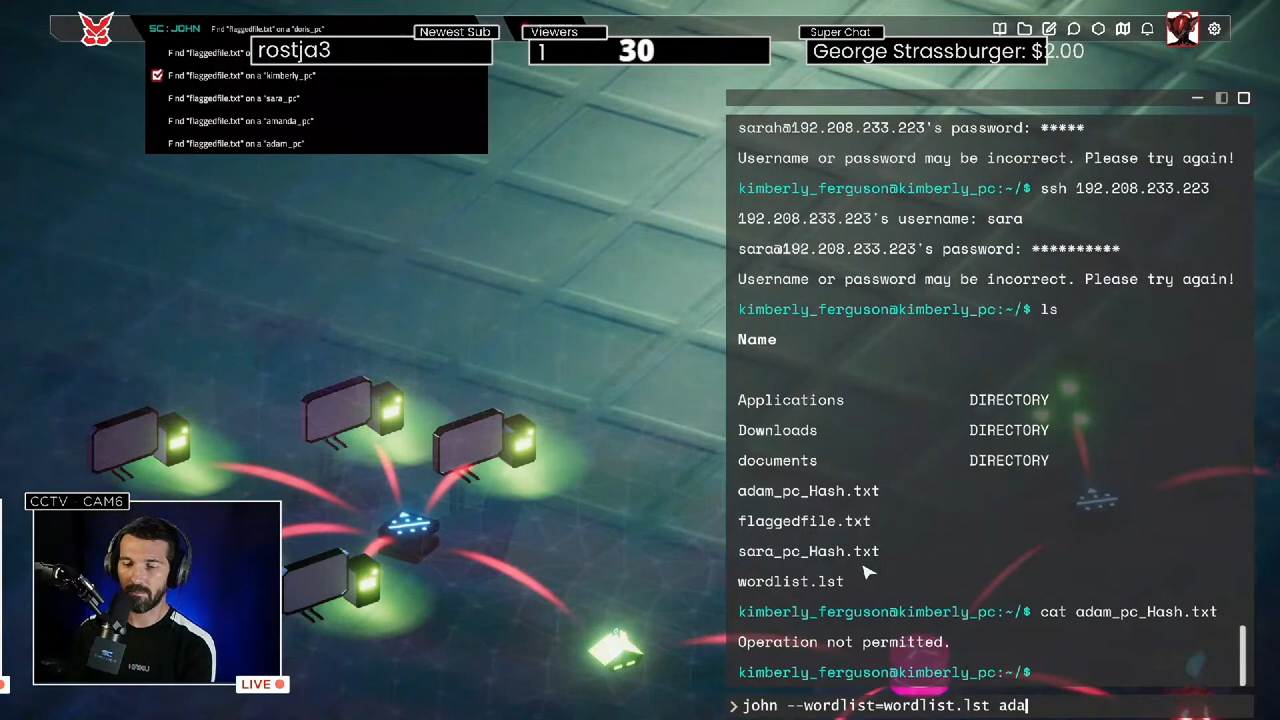 SC:JOHN
Find "flaggedfile.txt" on a "doris_pc"
Find "flaggedfile.txt" o
Find "flaggedfile.txt" on a "kimberly_pc"
Find "flaggedfile.txt" on a "sara_pc"
Find "flaggedfile.txt" on a "amanda_pc"
Find "flaggedfile.txt" on a "adam_pc"
Newest Sub
rostja3
Viewers
1 30
Super Chat
George Strassburger: $2.00
sarah@192.208.233.223's password: *****
Username or password may be incorrect. Please try again!
kimberly_ferguson@kimberly_pc:~/$ ssh 192.208.233.223
192.208.233.223's username: sara
sara@192.208.233.223's password: **********
Username or password may be incorrect. Please try again!
kimberly_ferguson@kimberly_pc:~/$ ls
Name
Applications DIRECTORY
Downloads DIRECTORY
documents DIRECTORY
adam_pc_Hash.txt
flaggedfile.txt
sara_pc_Hash.txt
wordlist.lst
kimberly_ferguson@kimberly_pc:~/$ cat adam_pc_Hash.txt
Operation not permitted.
kimberly_ferguson@kimberly_pc:~/$
> john --wordlist=wordlist.lst ada
CCTV - CAM6
LIVE